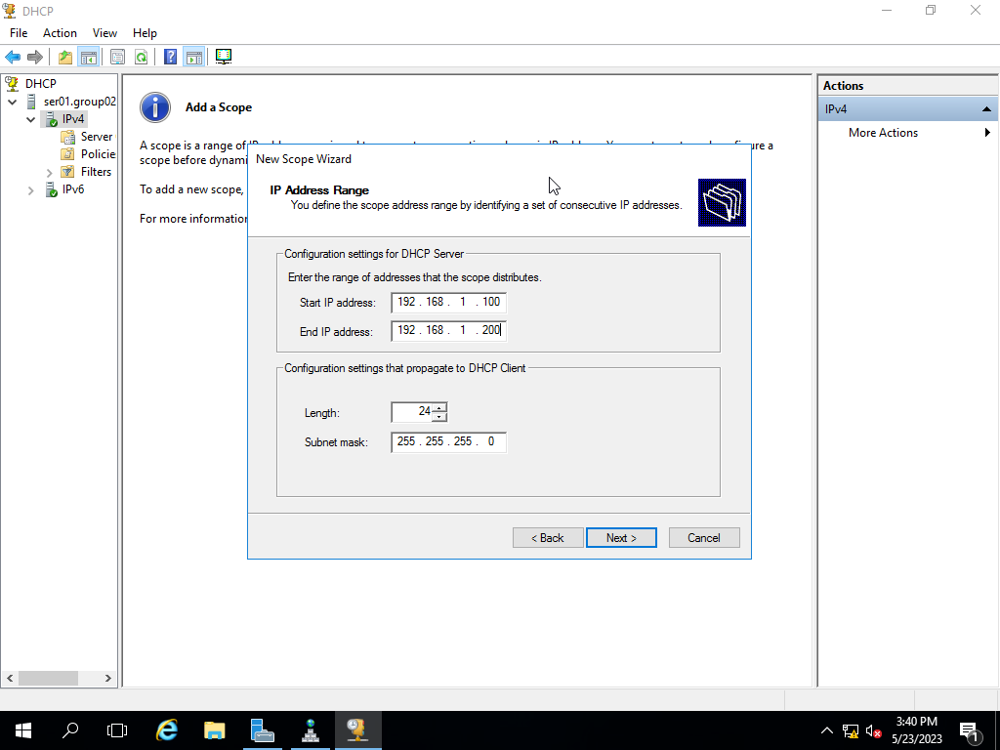 DHCP
File Action View Help
DHCP
ser01.group02
IPv4
Server
Policie
Filters
IPv6
Add a Scope
A scope is a range of
a
scope before dynami
To add a new scope,
For more information
New Scope Wizard
IP Address Range
You define the scope address range by identifying a set of consecutive IP addresses.
Configuration settings for DHCP Server
Enter the range of addresses that the scope distributes.
Start IP address: 192 . 168 . 1 . 100
End IP address: 192 . 168 . 1 . 200
Configuration settings that propagate to DHCP Client
Length: 24
Subnet mask: 255 . 255 . 255 . 0
< Back Next > Cancel
Actions
IPv4
More Actions
3:40 PM
5/23/2023
1